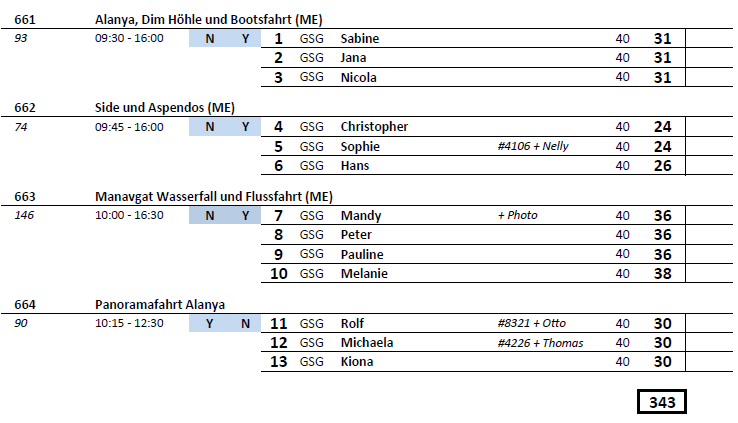 661 Alanya, Dim Höhle und Bootsfahrt (ME)
93 09:30 - 16:00 N Y 1 GSG Sabine 40 31
2 GSG Jana 40 31
3 GSG Nicola 40 31
662 Side und Aspendos (ME)
74 09:45 - 16:00 N Y 4 GSG Christopher 40 24
5 GSG Sophie #4106 + Nelly 40 24
6 GSG Hans 40 26
663 Manavgat Wasserfall und Flussfahrt (ME)
146 10:00 - 16:30 N Y 7 GSG Mandy + Photo 40 36
8 GSG Peter 40 36
9 GSG Pauline 40 36
10 GSG Melanie 40 38
664 Panoramafahrt Alanya
90 10:15 - 12:30 Y N 11 GSG Rolf #8321 + Otto 40 30
12 GSG Michaela #4226 + Thomas 40 30
13 GSG Kiona 40 30
343